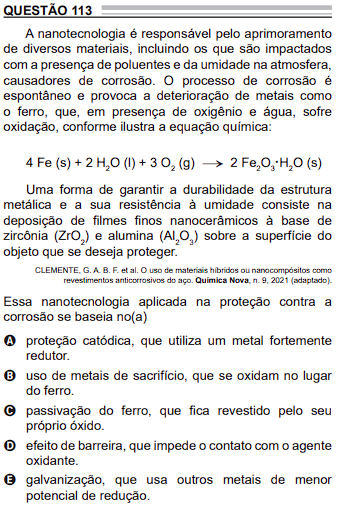 QUESTÃO 113
A nanotecnologia é responsável pelo aprimoramento
de diversos materiais, incluindo os que são impactados
com a presença de poluentes e da umidade na atmosfera,
causadores de corrosão. O processo de corrosão é
espontâneo e provoca a deterioração de metais como
o ferro, que, em presença de oxigênio e água, sofre
oxidação, conforme ilustra a equação química:
4 Fe (s) + 2 H₂O (l) + 3 O₂ (g) → 2 Fe₂O₃·H₂O (s)
Uma forma de garantir a durabilidade da estrutura
metálica e a sua resistência à umidade consiste na
deposição de filmes finos nanocerâmicos à base de
zircônia (ZrO₂) e alumina (Al₂O₃) sobre a superfície do
objeto que se deseja proteger.
CLEMENTE, G. A. B. F. et al. O uso de materiais híbridos ou nanocompósitos como
revestimentos anticorrosivos do aço. Química Nova, n. 9, 2021 (adaptado).
Essa nanotecnologia aplicada na proteção contra a
corrosão se baseia no(a)
A proteção catódica, que utiliza um metal fortemente
redutor.
B uso de metais de sacrifício, que se oxidam no lugar
do ferro.
C passivação do ferro, que fica revestido pelo seu
próprio óxido.
D efeito de barreira, que impede o contato com o agente
oxidante.
E galvanização, que usa outros metais de menor
potencial de redução.